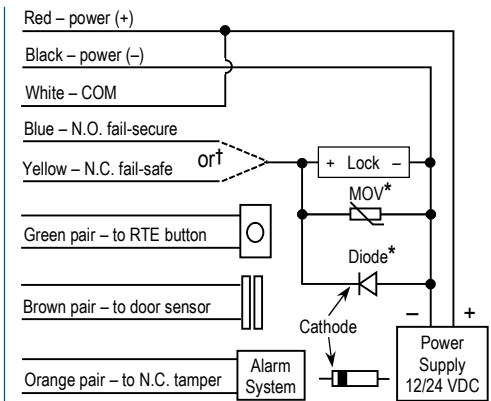 Red – power (+)
Black – power (–)
White – COM
Blue – N.O. fail-secure
or†
Yellow – N.C. fail-safe
+ Lock –
MOV*
Green pair – to RTE button
Diode*
Brown pair – to door sensor
Cathode
– +
Power
Supply
12/24 VDC
Alarm
System
Orange pair – to N.C. tamper